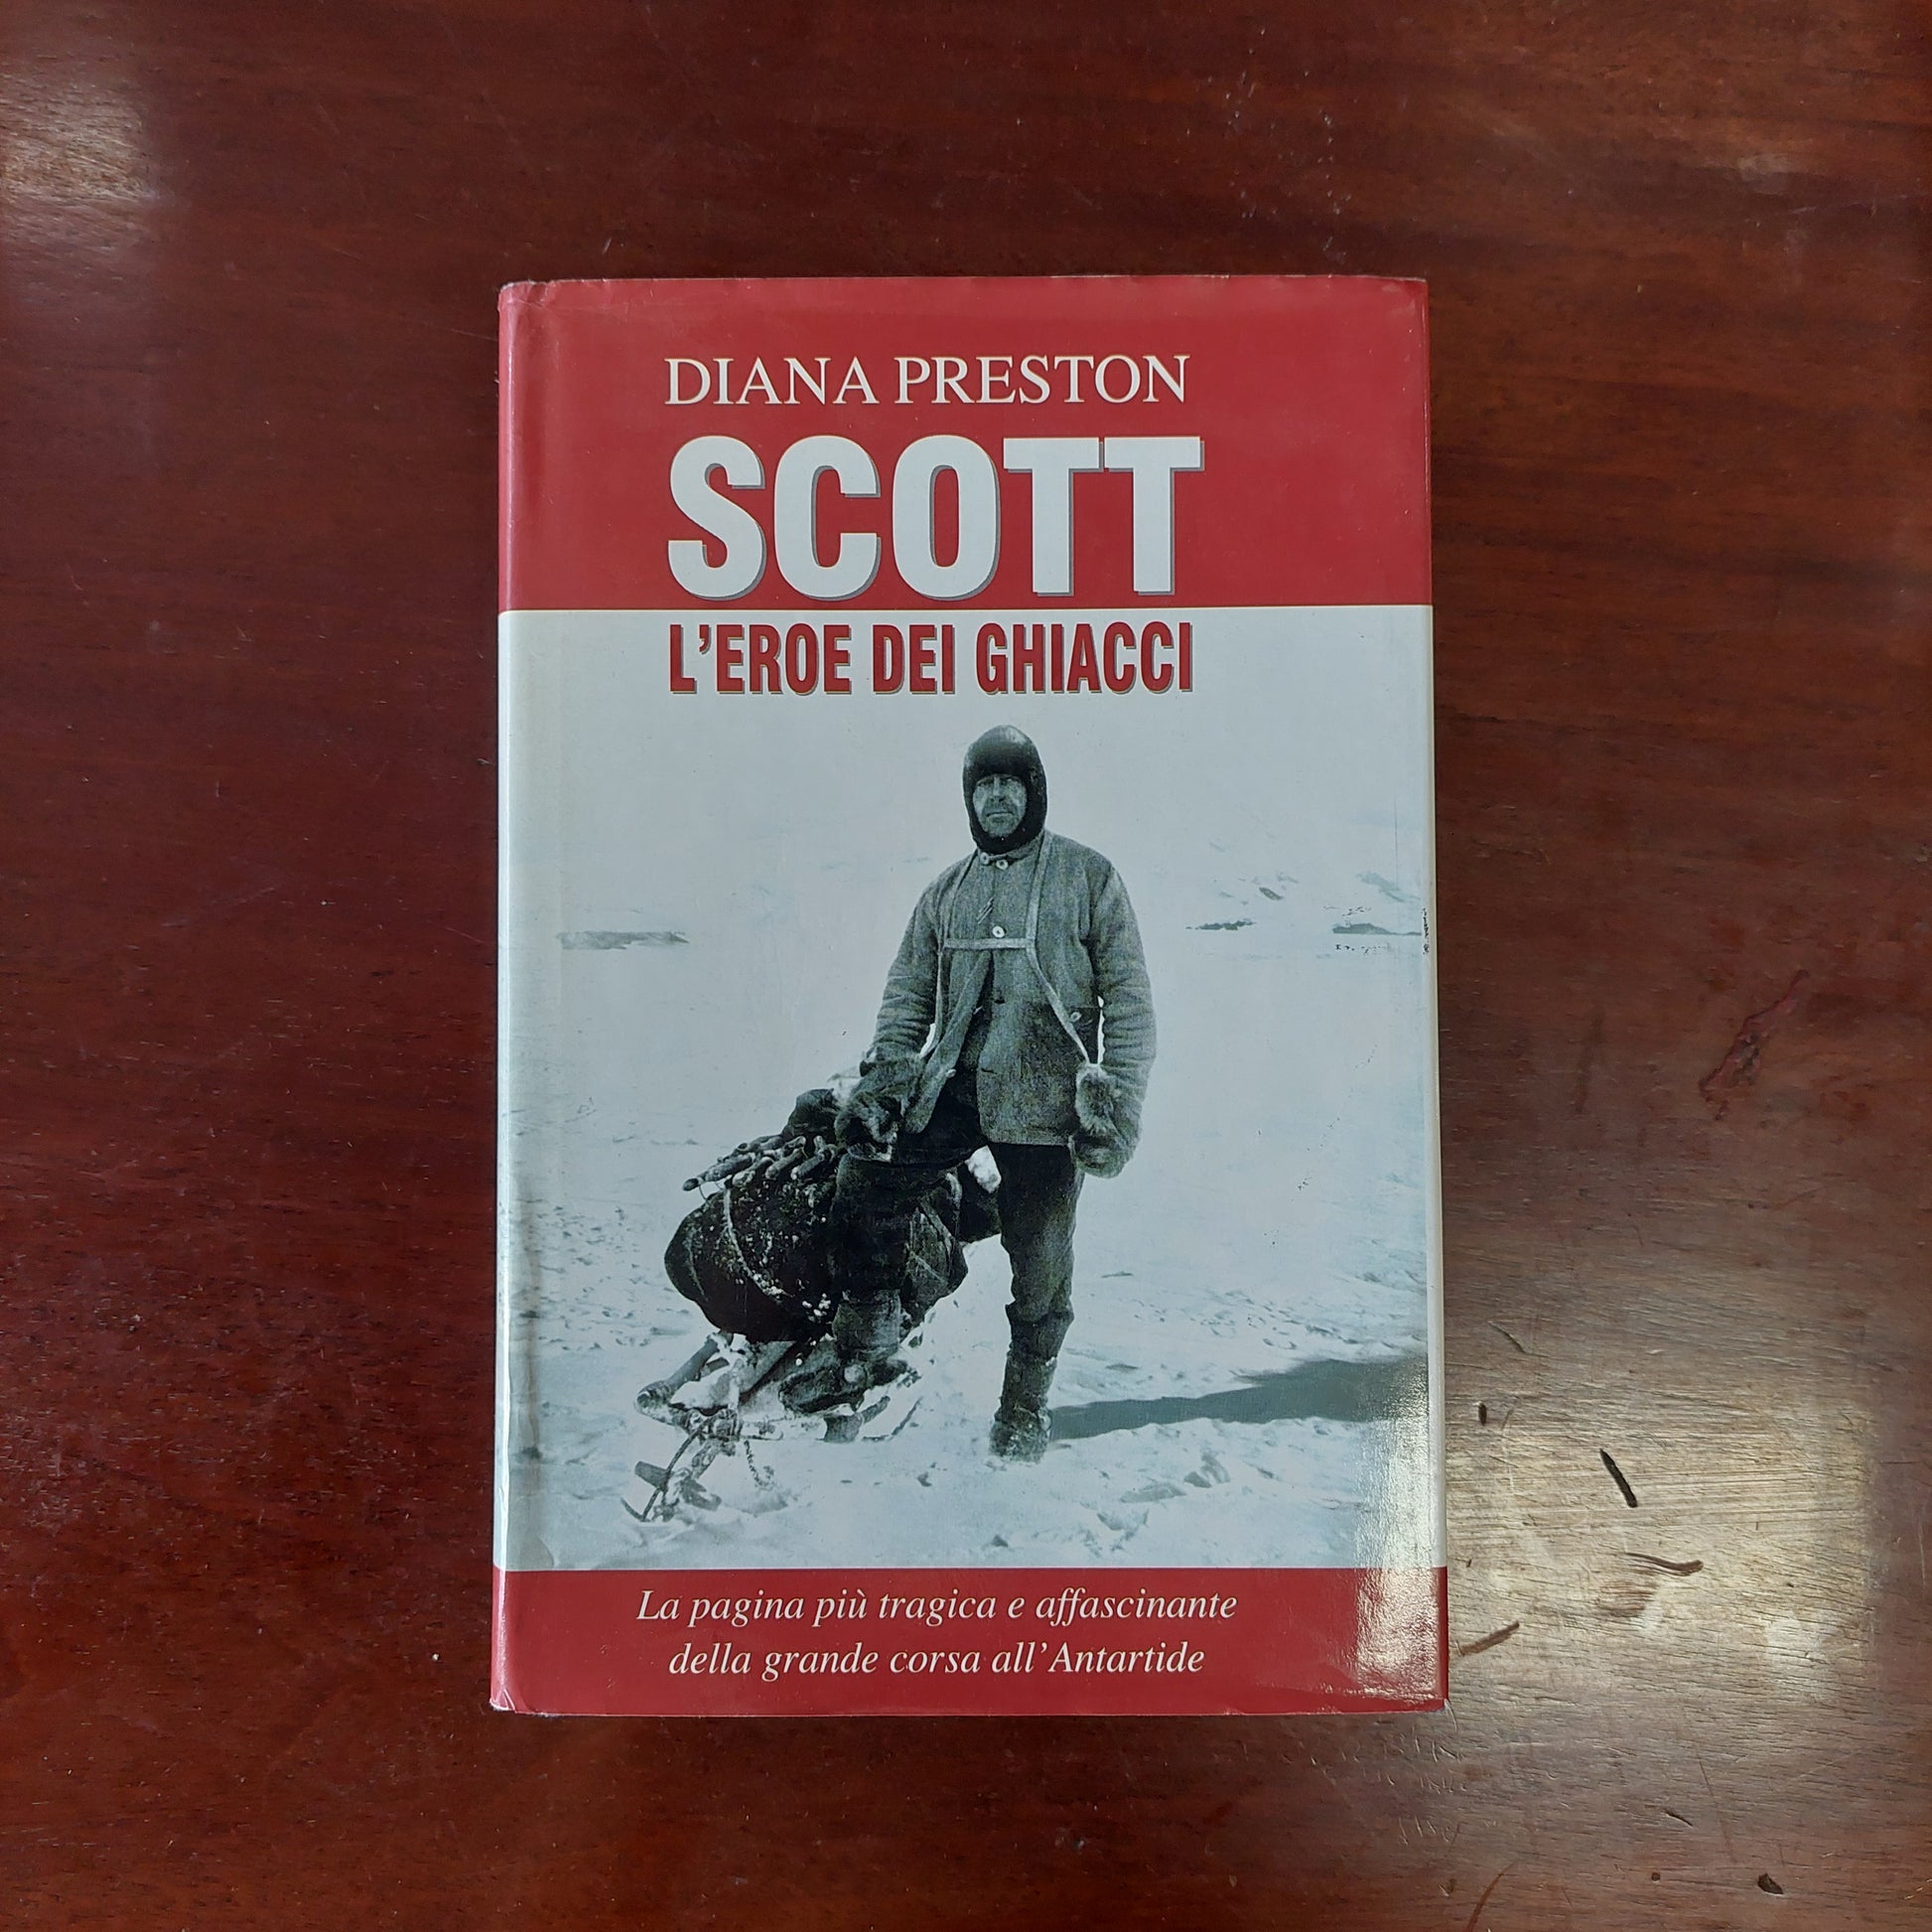 DIANA PRESTON
SCOTT
L'EROE DEI GHIACCI
La pagina più tragica e affascinante
della grande corsa all'Antartide